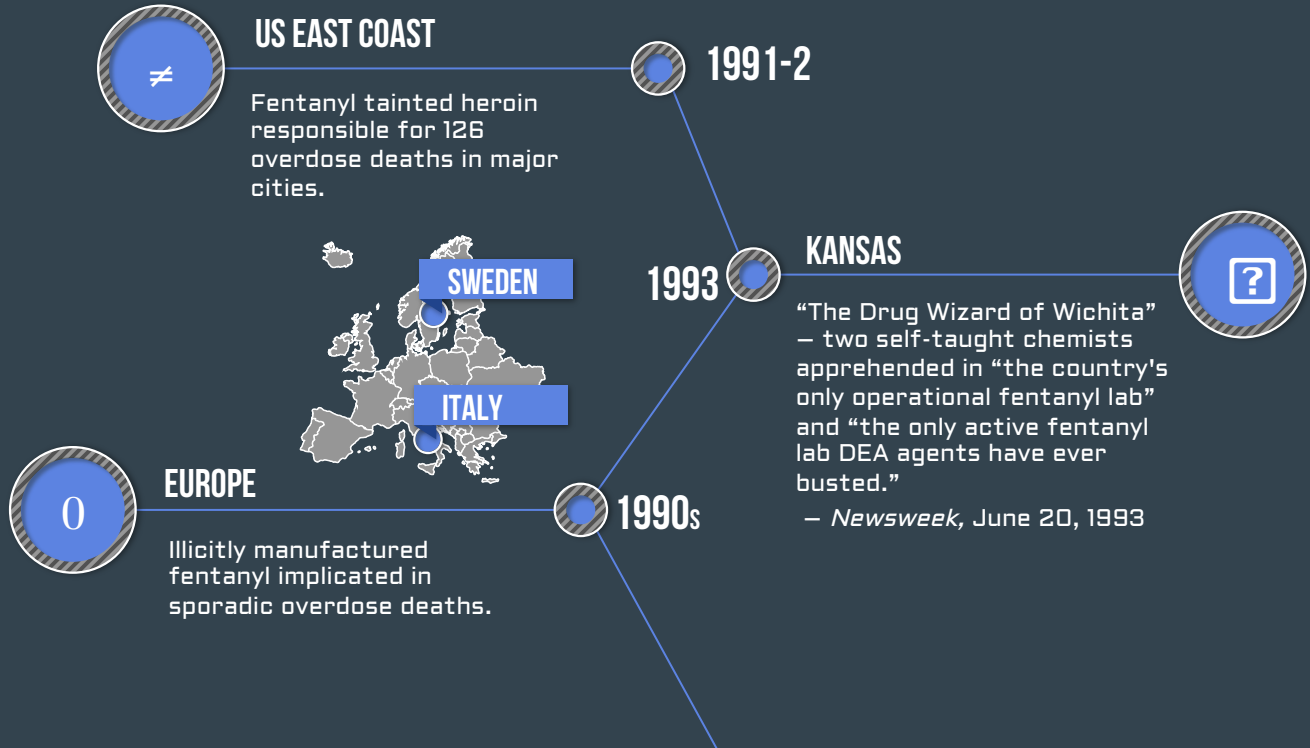 US EAST COAST
1991-2
≠
Fentanyl tainted heroin
responsible for 126
overdose deaths in major
cities.
KANSAS
1993
?
“The Drug Wizard of Wichita”
– two self-taught chemists
apprehended in “the country's
only operational fentanyl lab”
and “the only active fentanyl
lab DEA agents have ever
busted.”
– Newsweek, June 20, 1993
SWEDEN
ITALY
EUROPE
1990s
0
Illicitly manufactured
fentanyl implicated in
sporadic overdose deaths.